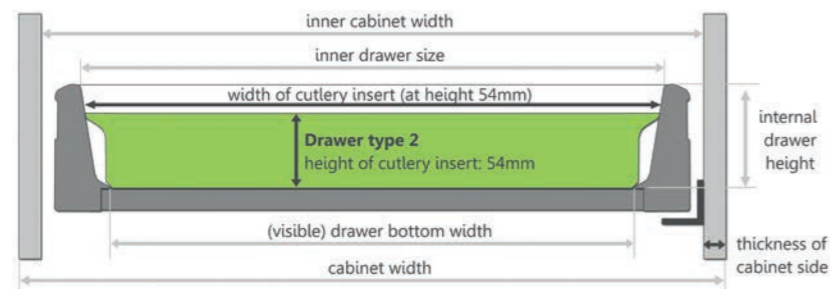 inner cabinet width
inner drawer size
width of cutlery insert (at height 54mm)
Drawer type 2
height of cutlery insert: 54mm
internal
drawer
height
(visible) drawer bottom width
thickness of
cabinet side
cabinet width